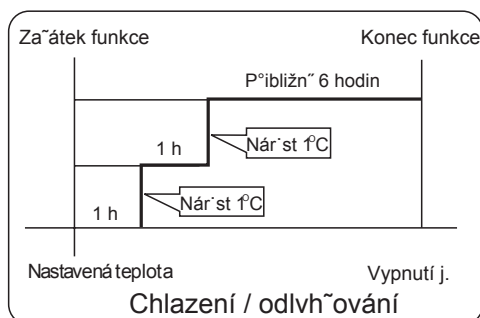 Za˜átek funkce
Konec funkce
P°ibližn˝ 6 hodin
1 h
Nár˙st 1°C
1 h
Nár˙st 1°C
Nastavená teplota
Vypnutí j.
Chlazení / odlvh˜ování